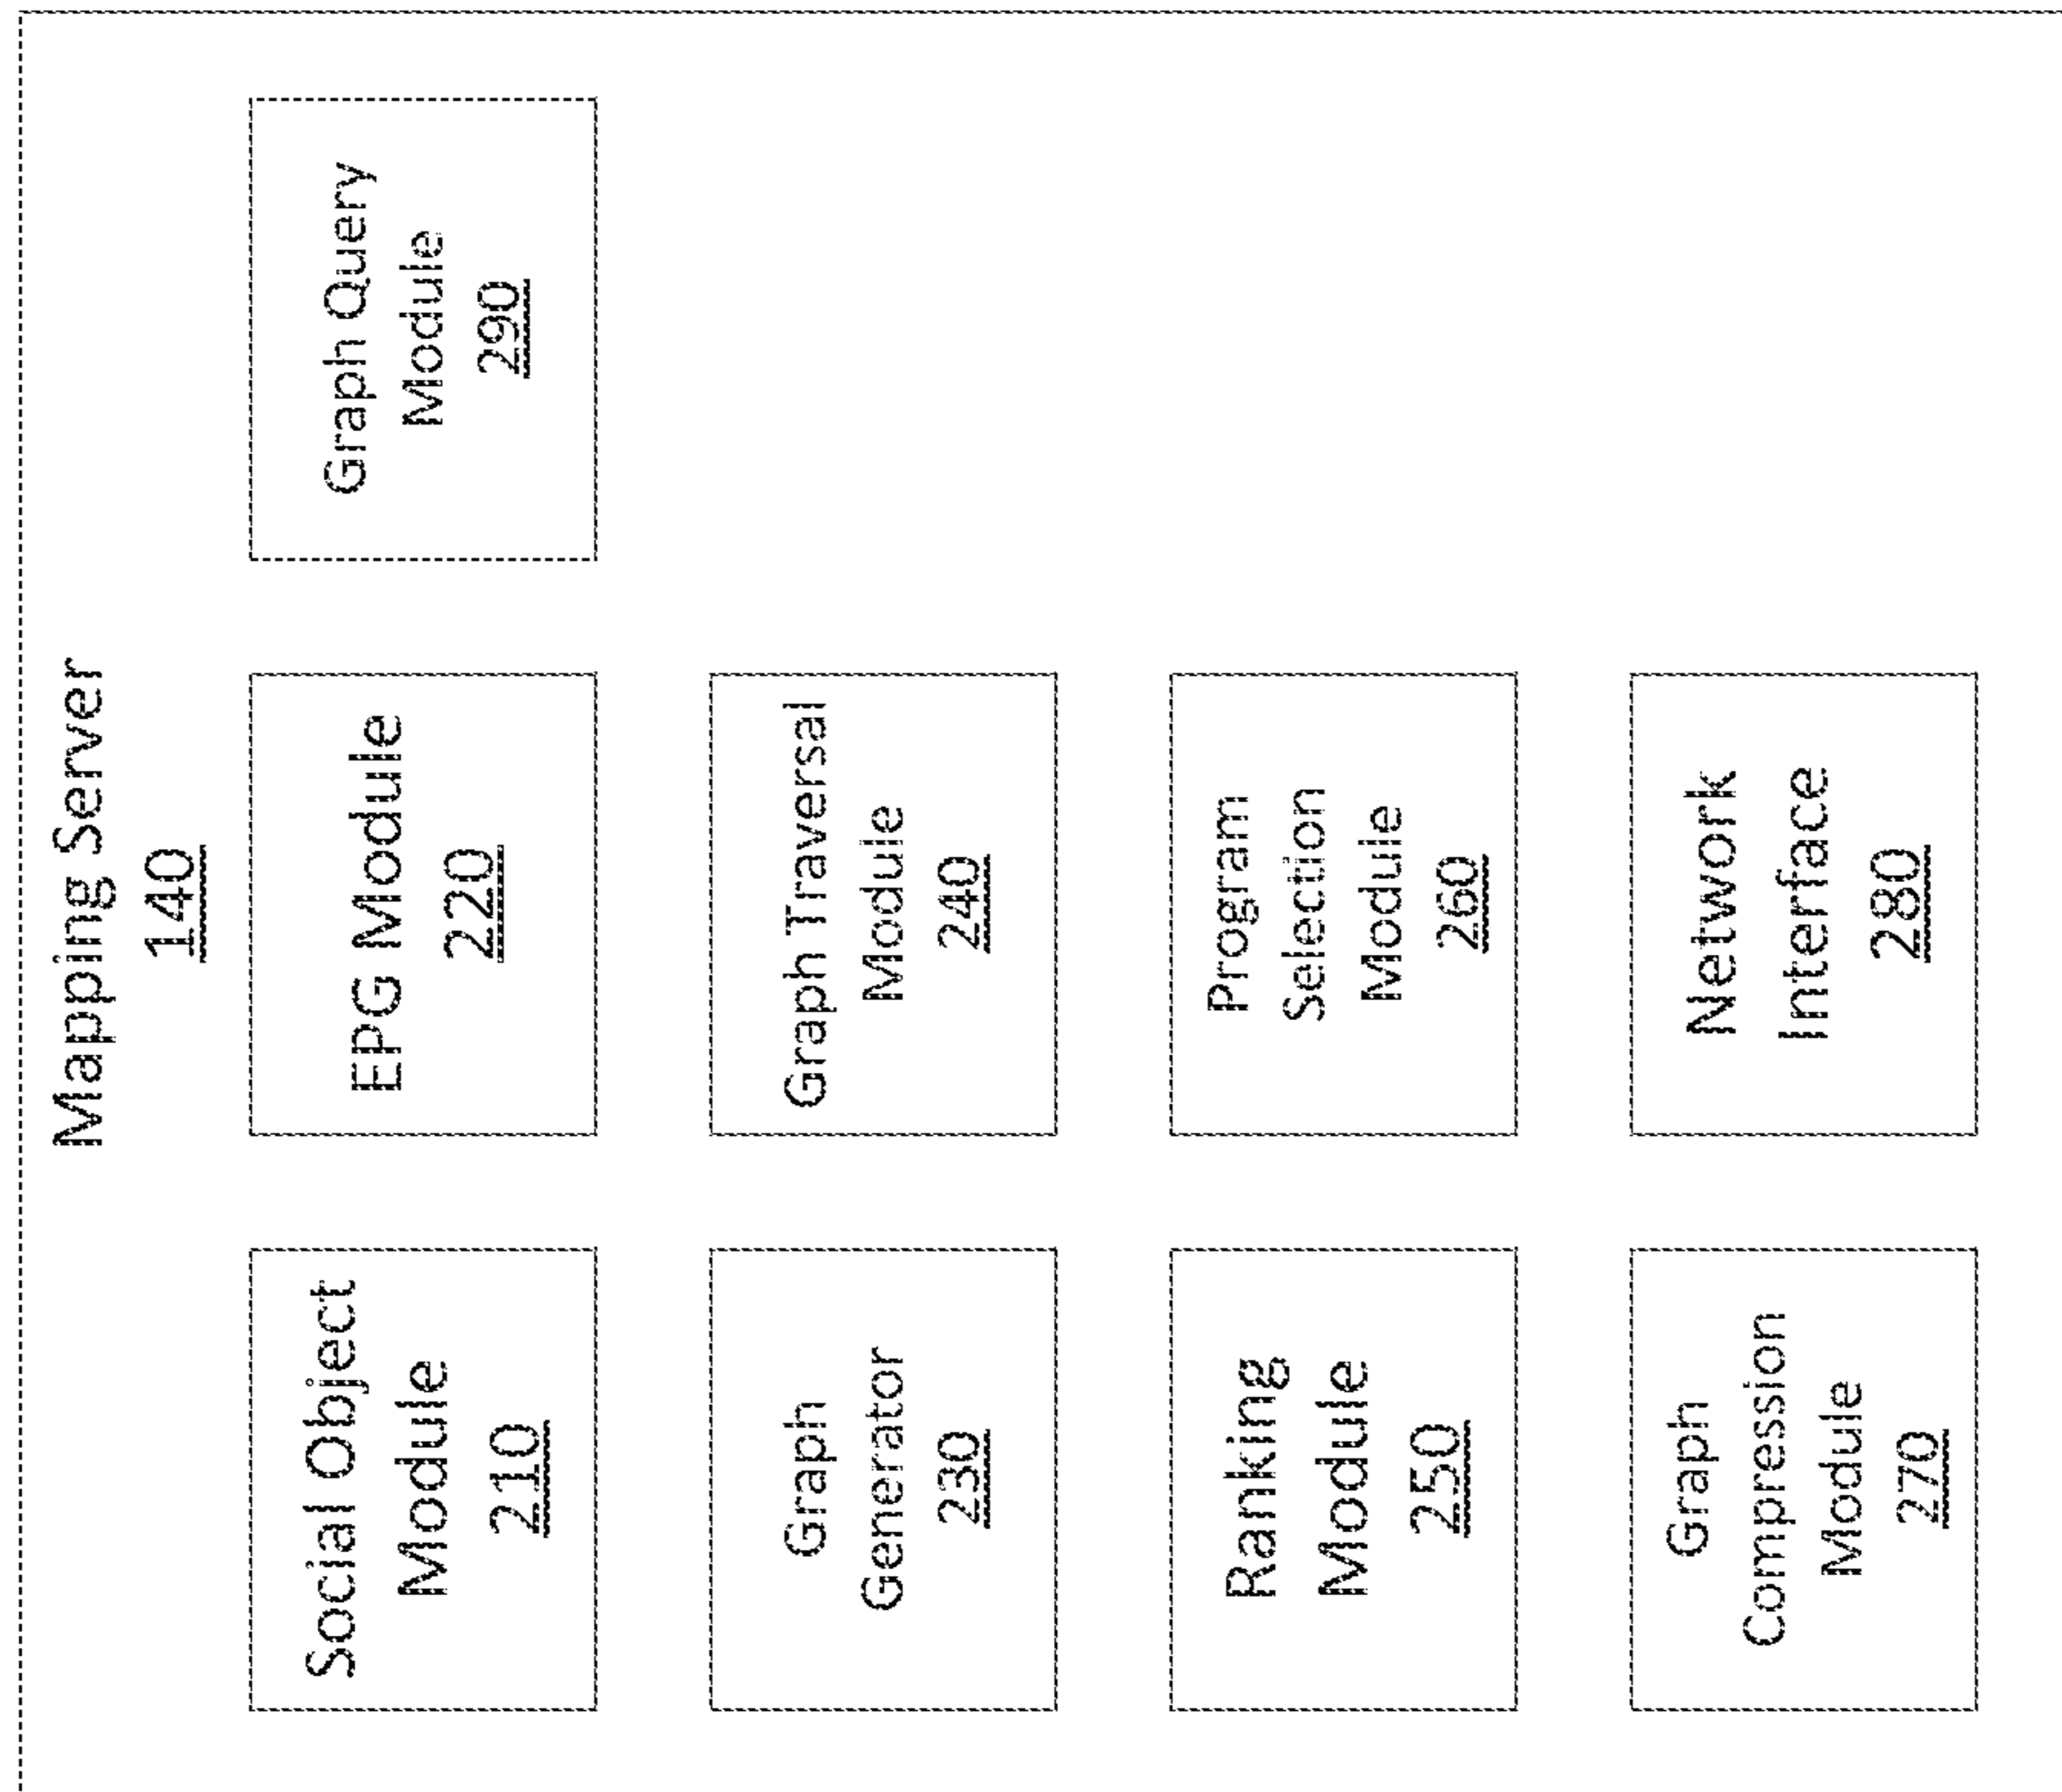 Mapping Server
140
Social Object
Module
210
EPG Module
220
Graph Query
Module
290
Graph
Generator
230
Graph Traversal
Module
240
Ranking
Module
250
Program
Selection
Module
260
Graph
Compression
Module
270
Network
Interface
280